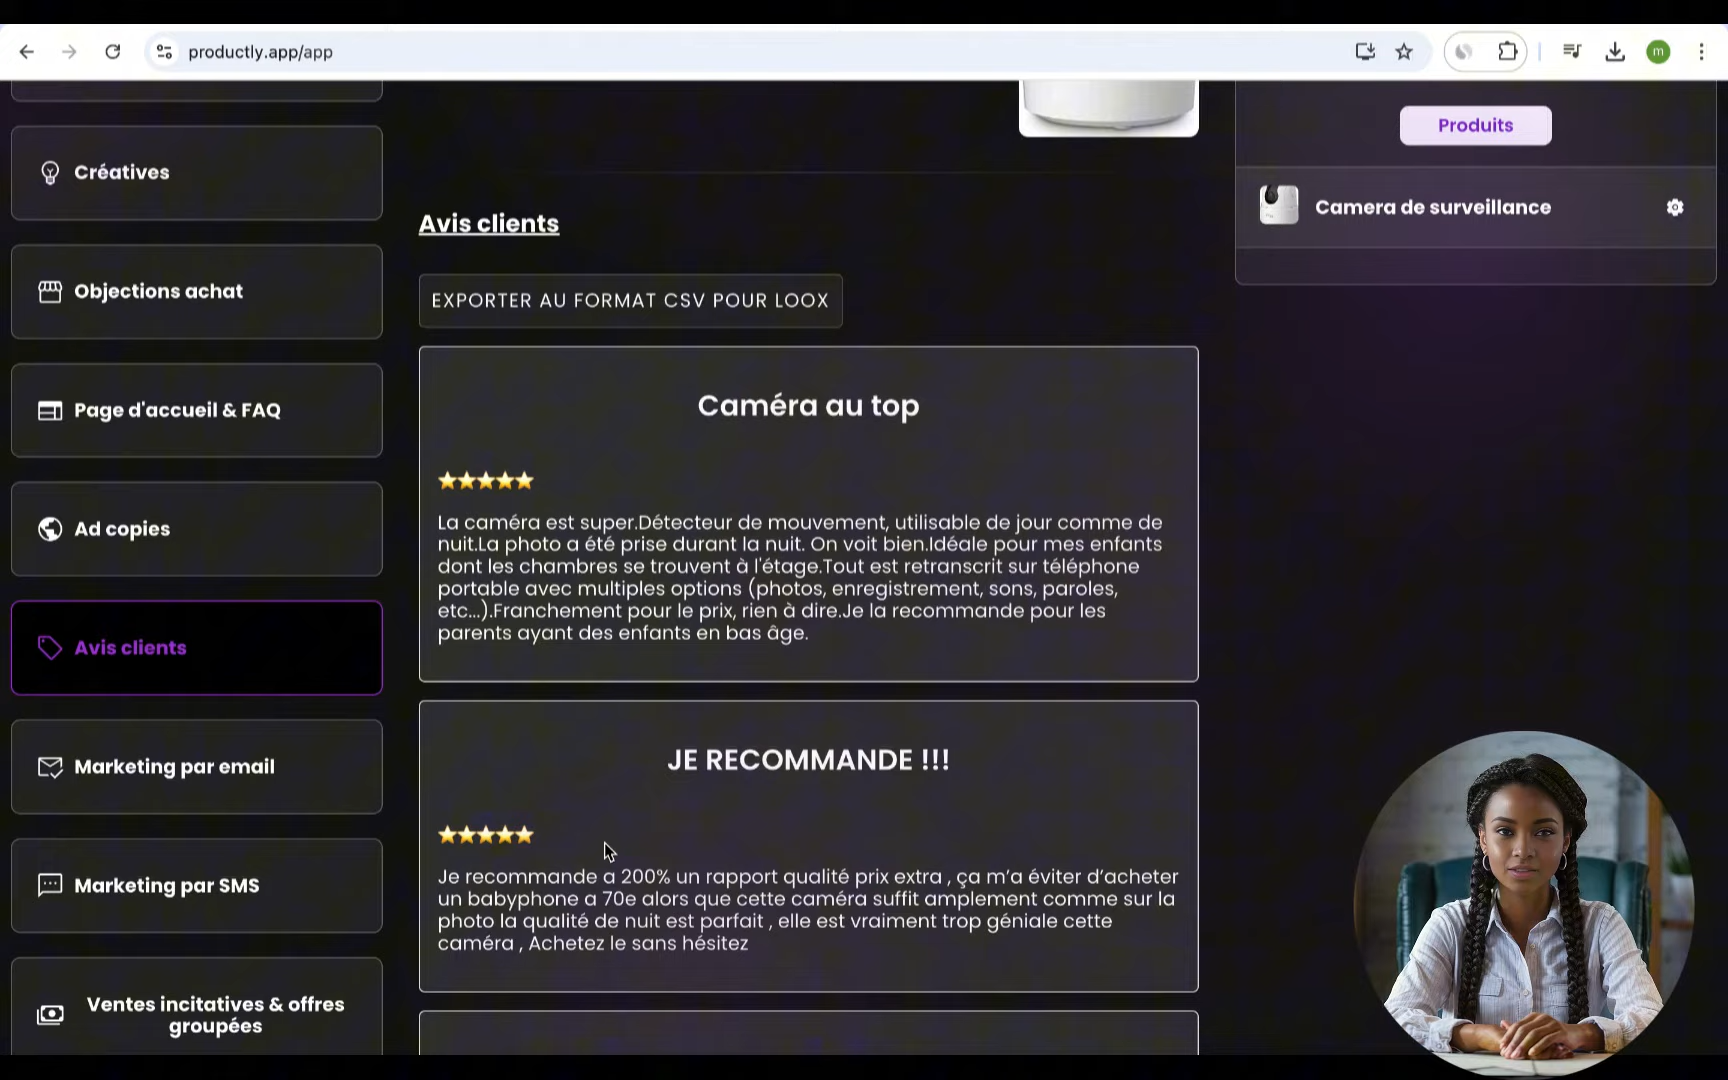 productly.app/app
m
Créatives
Objections achat
Page d'accueil & FAQ
Ad copies
Avis clients
Marketing par email
Marketing par SMS
Ventes incitatives & offres
groupées
Avis clients
EXPORTER AU FORMAT CSV POUR LOOX
Caméra au top
La caméra est super.Détecteur de mouvement, utilisable de jour comme de
nuit.La photo a été prise durant la nuit. On voit bien.Idéale pour mes enfants
dont les chambres se trouvent à l'étage.Tout est retranscrit sur téléphone
portable avec multiples options (photos, enregistrement, sons, paroles,
etc...).Franchement pour le prix, rien à dire.Je la recommande pour les
parents ayant des enfants en bas âge.
JE RECOMMANDE !!!
Je recommande a 200% un rapport qualité prix extra , ça m’a éviter d’acheter
un babyphone a 70e alors que cette caméra suffit amplement comme sur la
photo la qualité de nuit est parfait , elle est vraiment trop géniale cette
caméra , Achetez le sans hésitez
Produits
Camera de surveillance